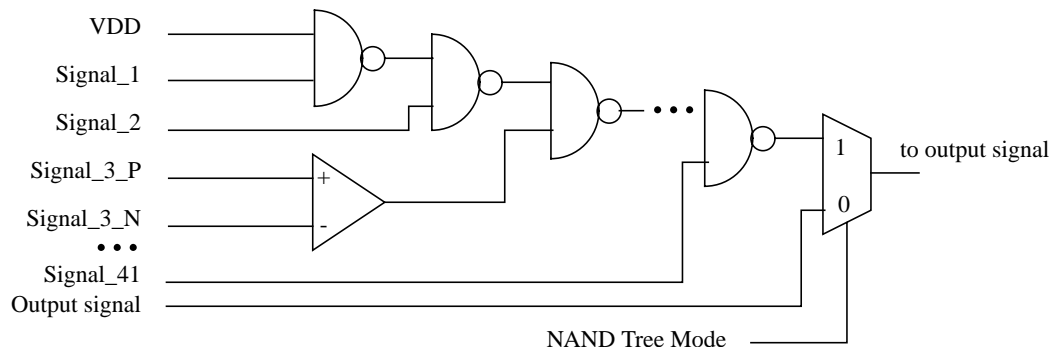 VDD
Signal_1
Signal_2
Signal_3_P
+
Signal_3_N
-
•••
•••
Signal_41
Output signal
1
0
to output signal
NAND Tree Mode